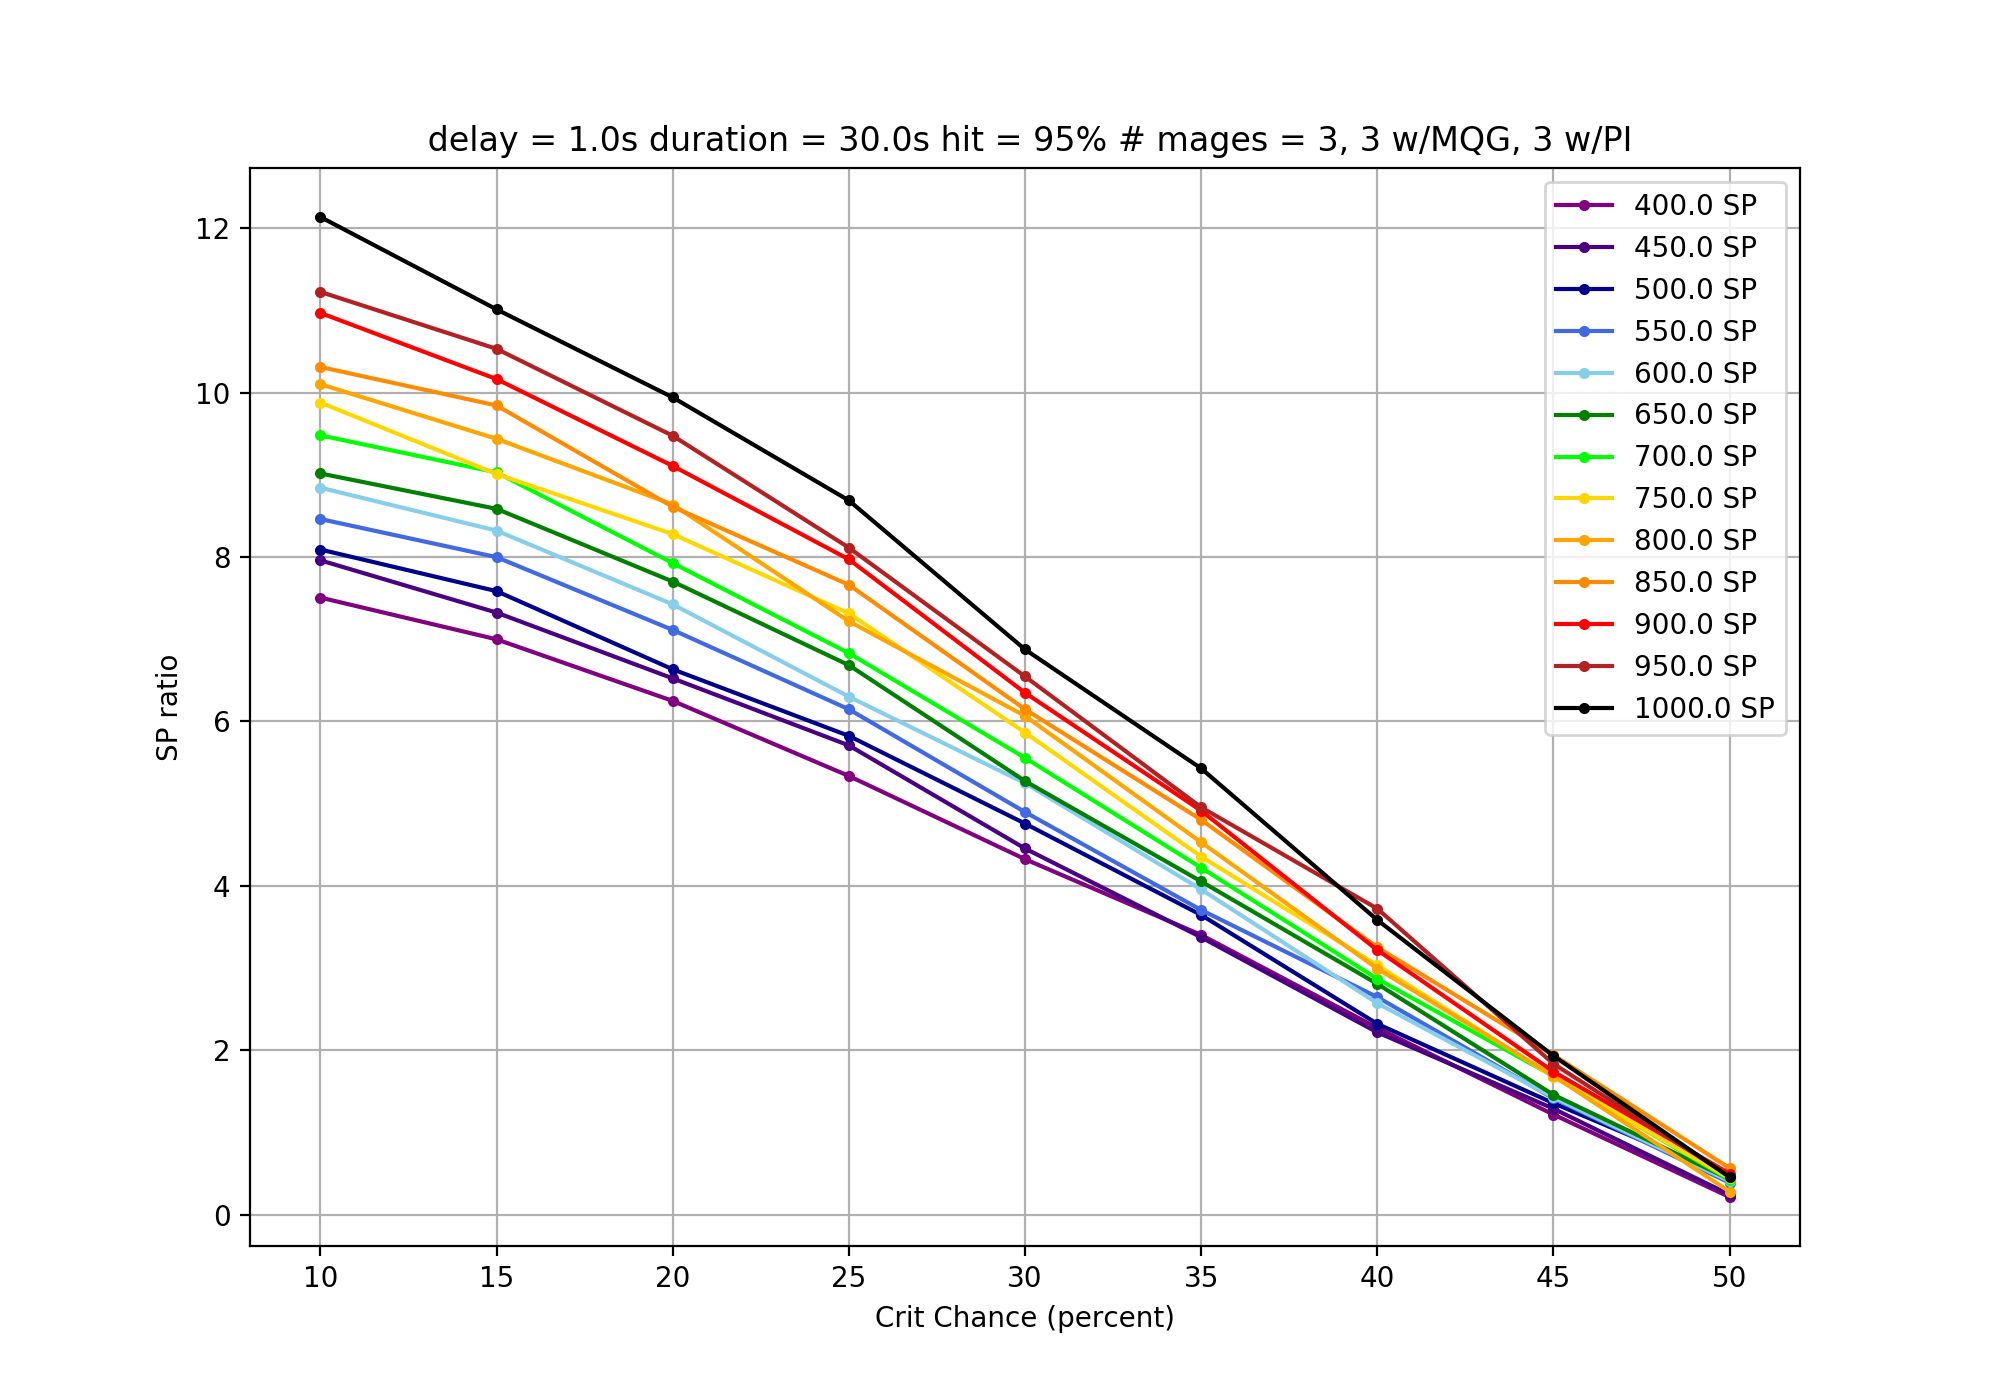 delay = 1.0s duration = 30.0s hit = 95% # mages = 3, 3 w/MQG, 3 w/PI
12
10
8
6
4
2
0
SP ratio
400.0 SP
450.0 SP
500.0 SP
550.0 SP
600.0 SP
650.0 SP
700.0 SP
750.0 SP
800.0 SP
850.0 SP
900.0 SP
950.0 SP
1000.0 SP
10 15 20 25 30 35 40 45 50
Crit Chance (percent)